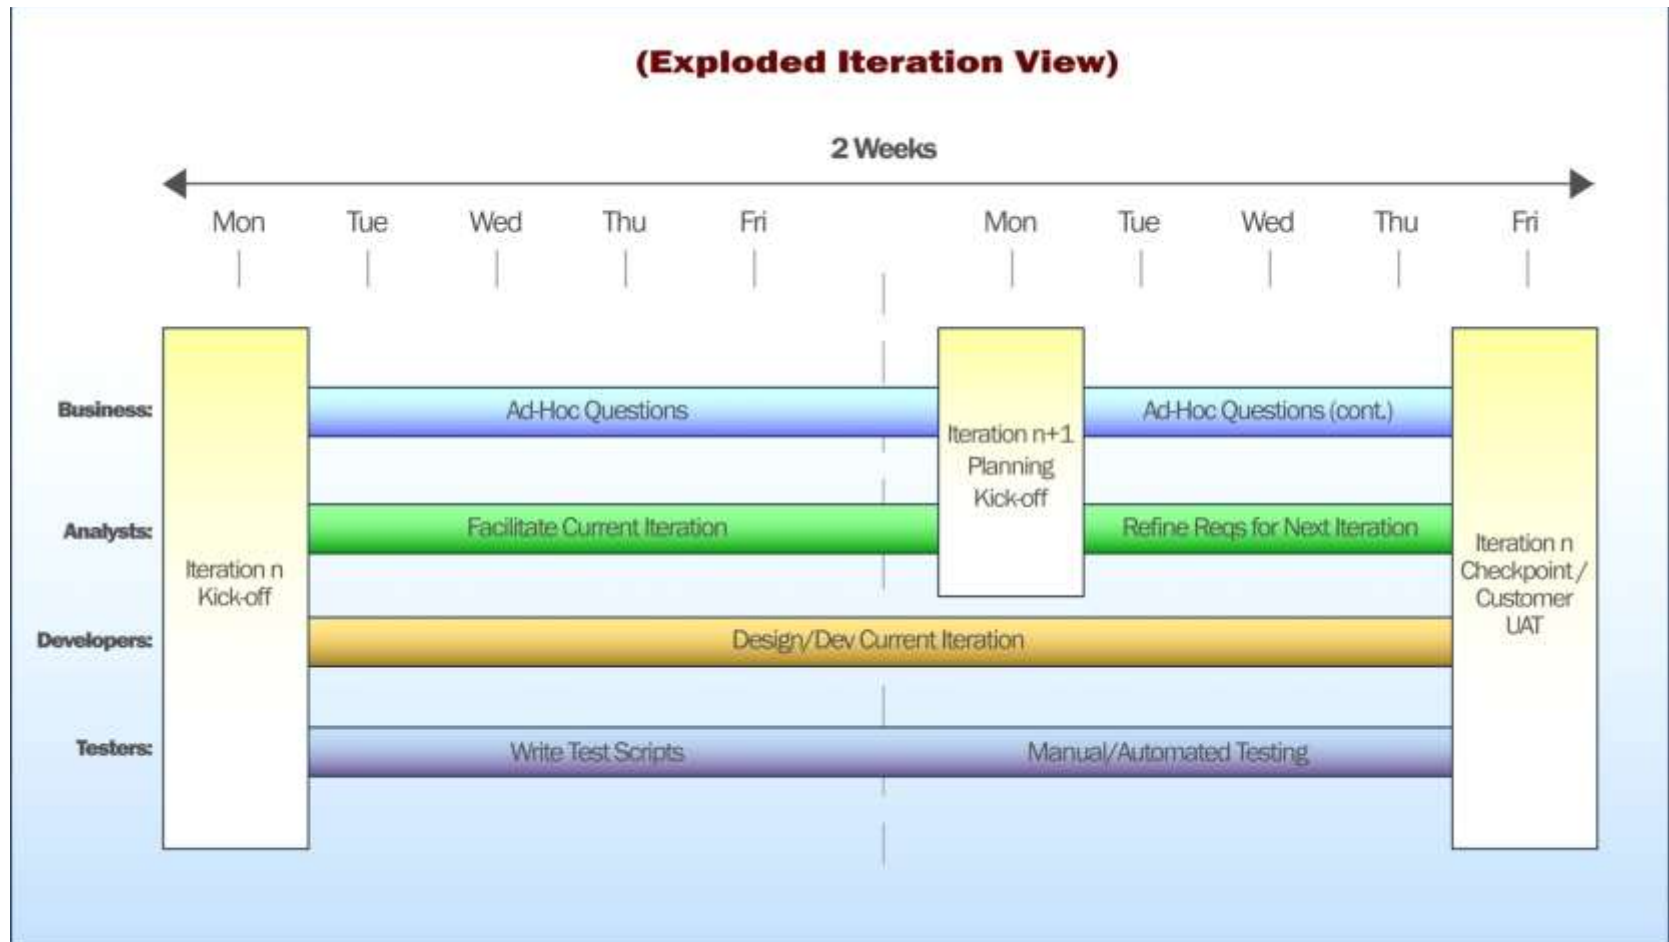 (Exploded Iteration View)
2 Weeks
Mon Tue Wed Thu Fri Mon Tue Wed Thu Fri
Business:
Ad-Hoc Questions
Ad-Hoc Questions (cont.)
Iteration n+1
Planning
Kick-off
Analysts:
Facilitate Current Iteration
Refine Reqs for Next Iteration
Iteration n
Kick-off
Iteration n
Checkpoint /
Customer
UAT
Developers:
Design/Dev Current Iteration
Testers:
Write Test Scripts
Manual/Automated Testing